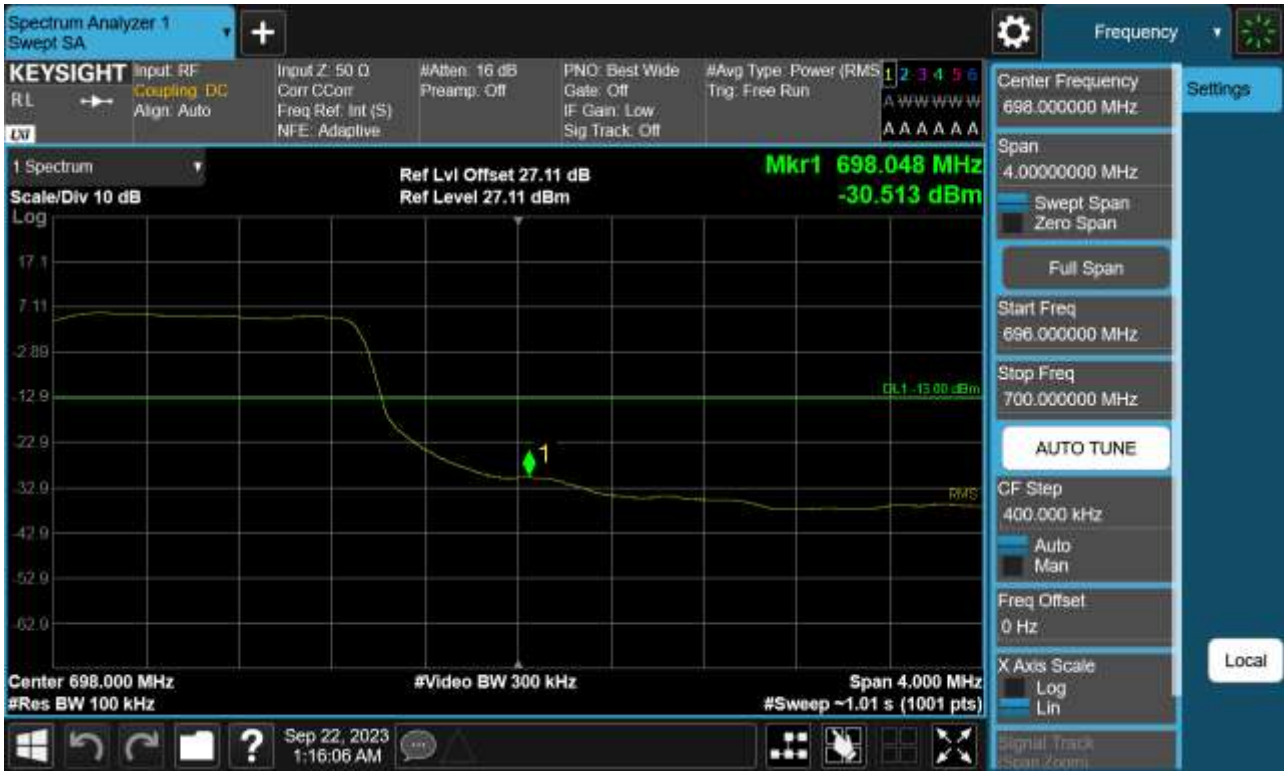 Spectrum Analyzer 1
Swept SA
+
Frequency
KEYSIGHT
RL
LXI
Input: RF
Coupling: DC
Align: Auto
Input Z: 50 Ω
Corr CCorr
Freq Ref: Int (S)
NFE: Adaptive
#Atten: 16 dB
Preamp: Off
PNO: Best Wide
Gate: Off
IF Gain: Low
Sig Track: Off
#Avg Type: Power (RMS
Trig: Free Run
1 2 3 4 5 6
A W W W W W
A A A A A A
1 Spectrum
Scale/Div 10 dB
Log
Ref Lvl Offset 27.11 dB
Ref Level 27.11 dBm
Mkr1 698.048 MHz
-30.513 dBm
17.1
7.11
-2.89
-12.9
-22.9
-32.9
-42.9
-52.9
-62.9
DL1 -13.00 dBm
1
RMS
Center 698.000 MHz
#Res BW 100 kHz
#Video BW 300 kHz
Span 4.000 MHz
#Sweep ~1.01 s (1001 pts)
Center Frequency
698.000000 MHz
Span
4.00000000 MHz
Swept Span
Zero Span
Full Span
Start Freq
696.000000 MHz
Stop Freq
700.000000 MHz
AUTO TUNE
CF Step
400.000 kHz
Auto
Man
Freq Offset
0 Hz
X Axis Scale
Log
Lin
Signal Track
(Span Zoom)
Settings
Local
?
Sep 22, 2023
1:16:06 AM